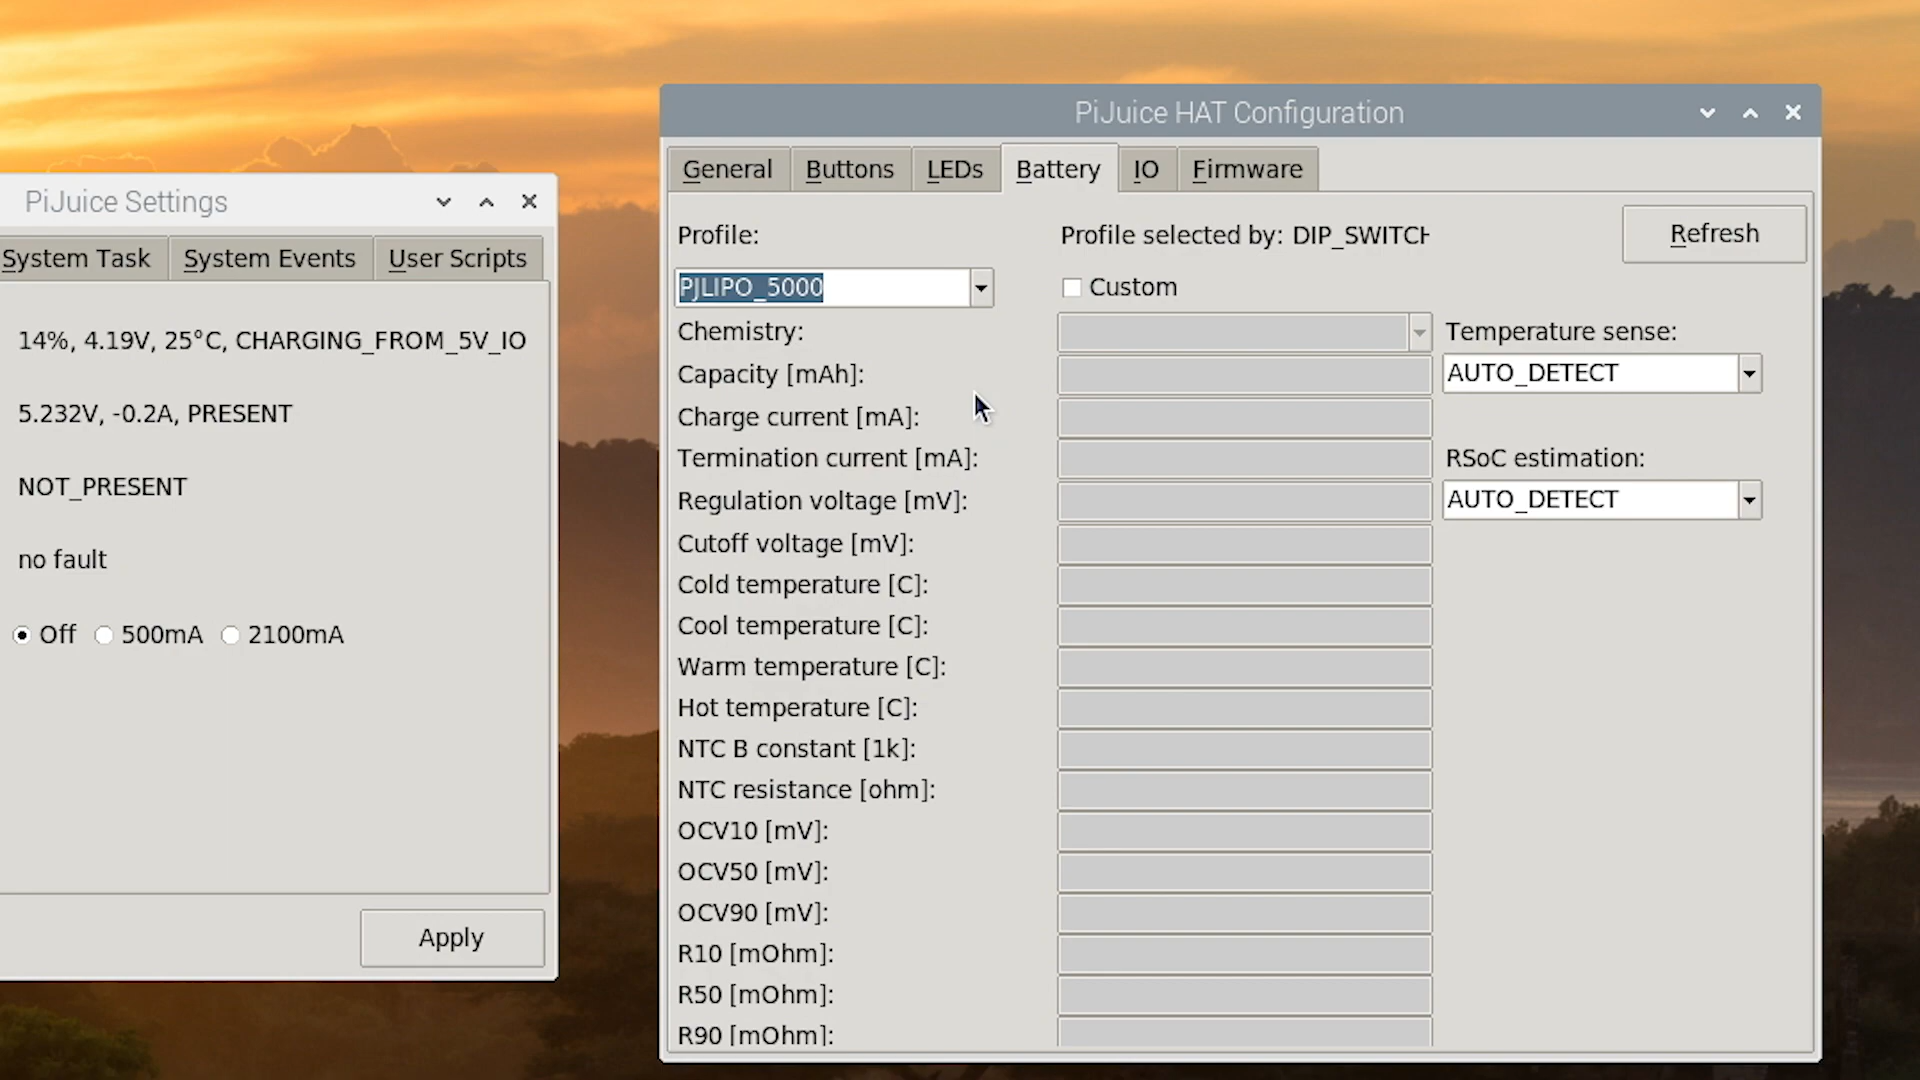 PiJuice Settings
System Task
System Events
User Scripts
14%, 4.19V, 25°C, CHARGING_FROM_5V_IO
5.232V, -0.2A, PRESENT
NOT_PRESENT
no fault
Off
500mA
2100mA
Apply
PiJuice HAT Configuration
General
Buttons
LEDs
Battery
IO
Firmware
Profile:
Profile selected by: DIP_SWITCH
Refresh
PJLIPO_5000
Custom
Chemistry:
Temperature sense:
AUTO_DETECT
Capacity [mAh]:
Charge current [mA]:
Termination current [mA]:
RSoC estimation:
AUTO_DETECT
Regulation voltage [mV]:
Cutoff voltage [mV]:
Cold temperature [C]:
Cool temperature [C]:
Warm temperature [C]:
Hot temperature [C]:
NTC B constant [1k]:
NTC resistance [ohm]:
OCV10 [mV]:
OCV50 [mV]:
OCV90 [mV]:
R10 [mOhm]:
R50 [mOhm]:
R90 [mOhm]: